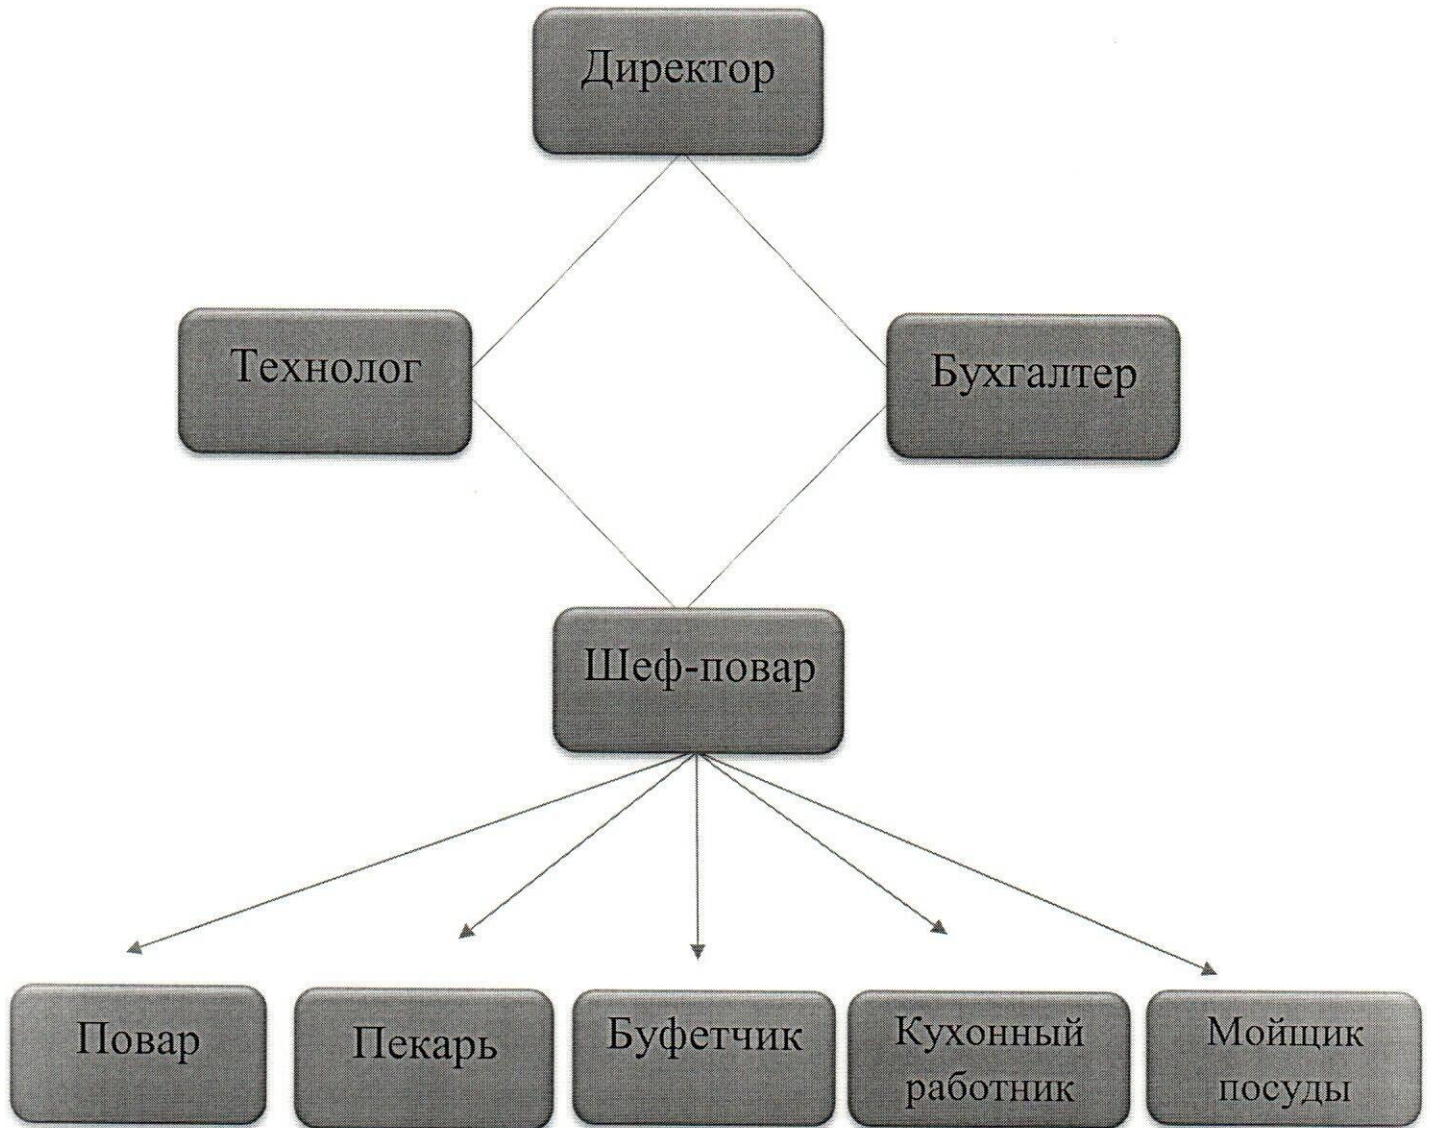 Директор
Технолог
Бухгалтер
Шеф-повар
Повар
Пекарь
Буфетчик
Кухонный
работник
Мойщик
посуды